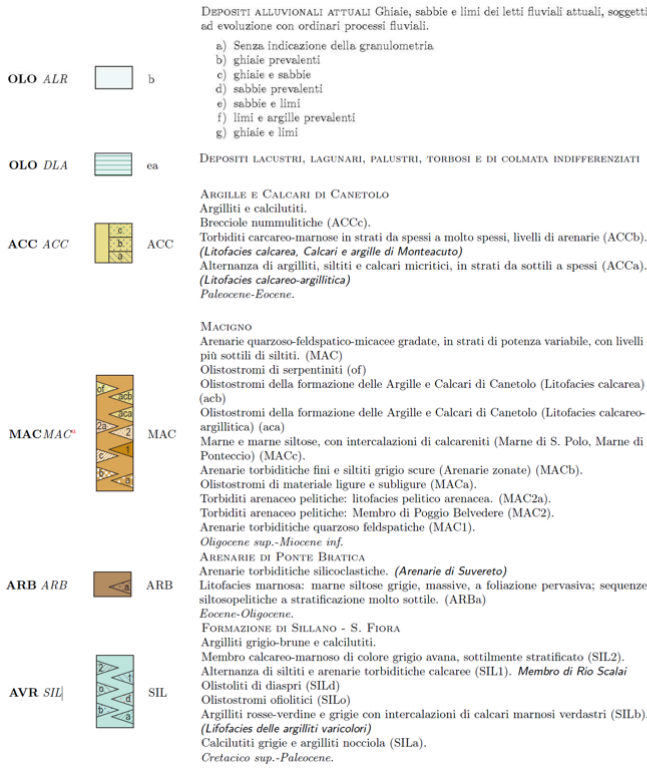 DEPOSITI ALLUVIONALI ATTUALI Ghiaie, sabbie e limi dei letti fluviali attuali, soggetti
ad evoluzione con ordinari processi fluviali.
a) Senza indicazione della granulometria
b) ghiaie prevalenti
c) ghiaie e sabbie
d) sabbie prevalenti
e) sabbie e limi
f) limi e argille prevalenti
g) ghiaie e limi
OLO ALR b
OLO DLA ea DEPOSITI LACUSTRI, LAGUNARI, PALUSTRI, TORBOSI E DI COLMATA INDIFFERENZIATI
ARGILLE E CALCARI DI CANETOLO
Argilliti e calcilutiti.
Brecciole nummulitiche (ACCc).
Torbiditi carcareo-marnose in strati da spessi a molto spessi, livelli di arenarie (ACCb).
(Litofacies calcarea, Calcari e argille di Monteacuto)
Alternanza di argilliti, siltiti e calcari micritici, in strati da sottili a spessi (ACCa).
(Litofacies calcareo-argillitica)
Paleocene-Eocene.
ACC ACC c b a ACC
MACIGNO
Arenarie quarzoso-feldspatico-micacee gradate, in strati di potenza variabile, con livelli
più sottili di siltiti. (MAC)
Olistostromi di serpentiniti (of)
Olistostromi della formazione delle Argille e Calcari di Canetolo (Litofacies calcarea)
(acb)
Olistostromi della formazione delle Argille e Calcari di Canetolo (Litofacies calcareo-
argillitica) (aca)
Marne e marne siltose, con intercalazioni di calcareniti (Marne di S. Polo, Marne di
Ponteccio) (MACc).
Arenarie torbiditiche fini e siltiti grigio scure (Arenarie zonate) (MACb).
Olistostromi di materiale ligure e subligure (MACa).
Torbiditi arenaceo pelitiche: litofacies pelitico arenacea. (MAC2a).
Torbiditi arenaceo pelitiche: Membro di Poggio Belvedere (MAC2).
Arenarie torbiditiche quarzoso feldspatiche (MAC1).
Oligocene sup.-Miocene inf.
MAC MAC of acb aca 2a 2 1 c b a MAC
ARENARIE DI PONTE BRATICA
Arenarie torbiditiche silicoclastiche. (Arenarie di Suvereto)
Litofacies marnosa: marne siltose grigie, massive, a foliazione pervasiva; sequenze
siltosopelitiche a stratificazione molto sottile. (ARBa)
Eocene-Oligocene.
ARB ARB a ARB
FORMAZIONE DI SILLANO - S. FIORA
Argilliti grigio-brune e calcilutiti.
Membro calcareo-marnoso di colore grigio avana, sottilmente stratificato (SIL2).
Alternanza di siltiti e arenarie torbiditiche calcaree (SIL1). Membro di Rio Scalai
Olistoliti di diaspri (SILd)
Olistostromi ofiolitici (SILo)
Argilliti rosse-verdine e grigie con intercalazioni di calcari marnosi verdastri (SILb).
(Lifofacies delle argilliti varicolori)
Calcilutiti grigie e argilliti nocciola (SILa).
Cretacico sup.-Paleocene.
AVR SIL 2 1 o d b a SIL